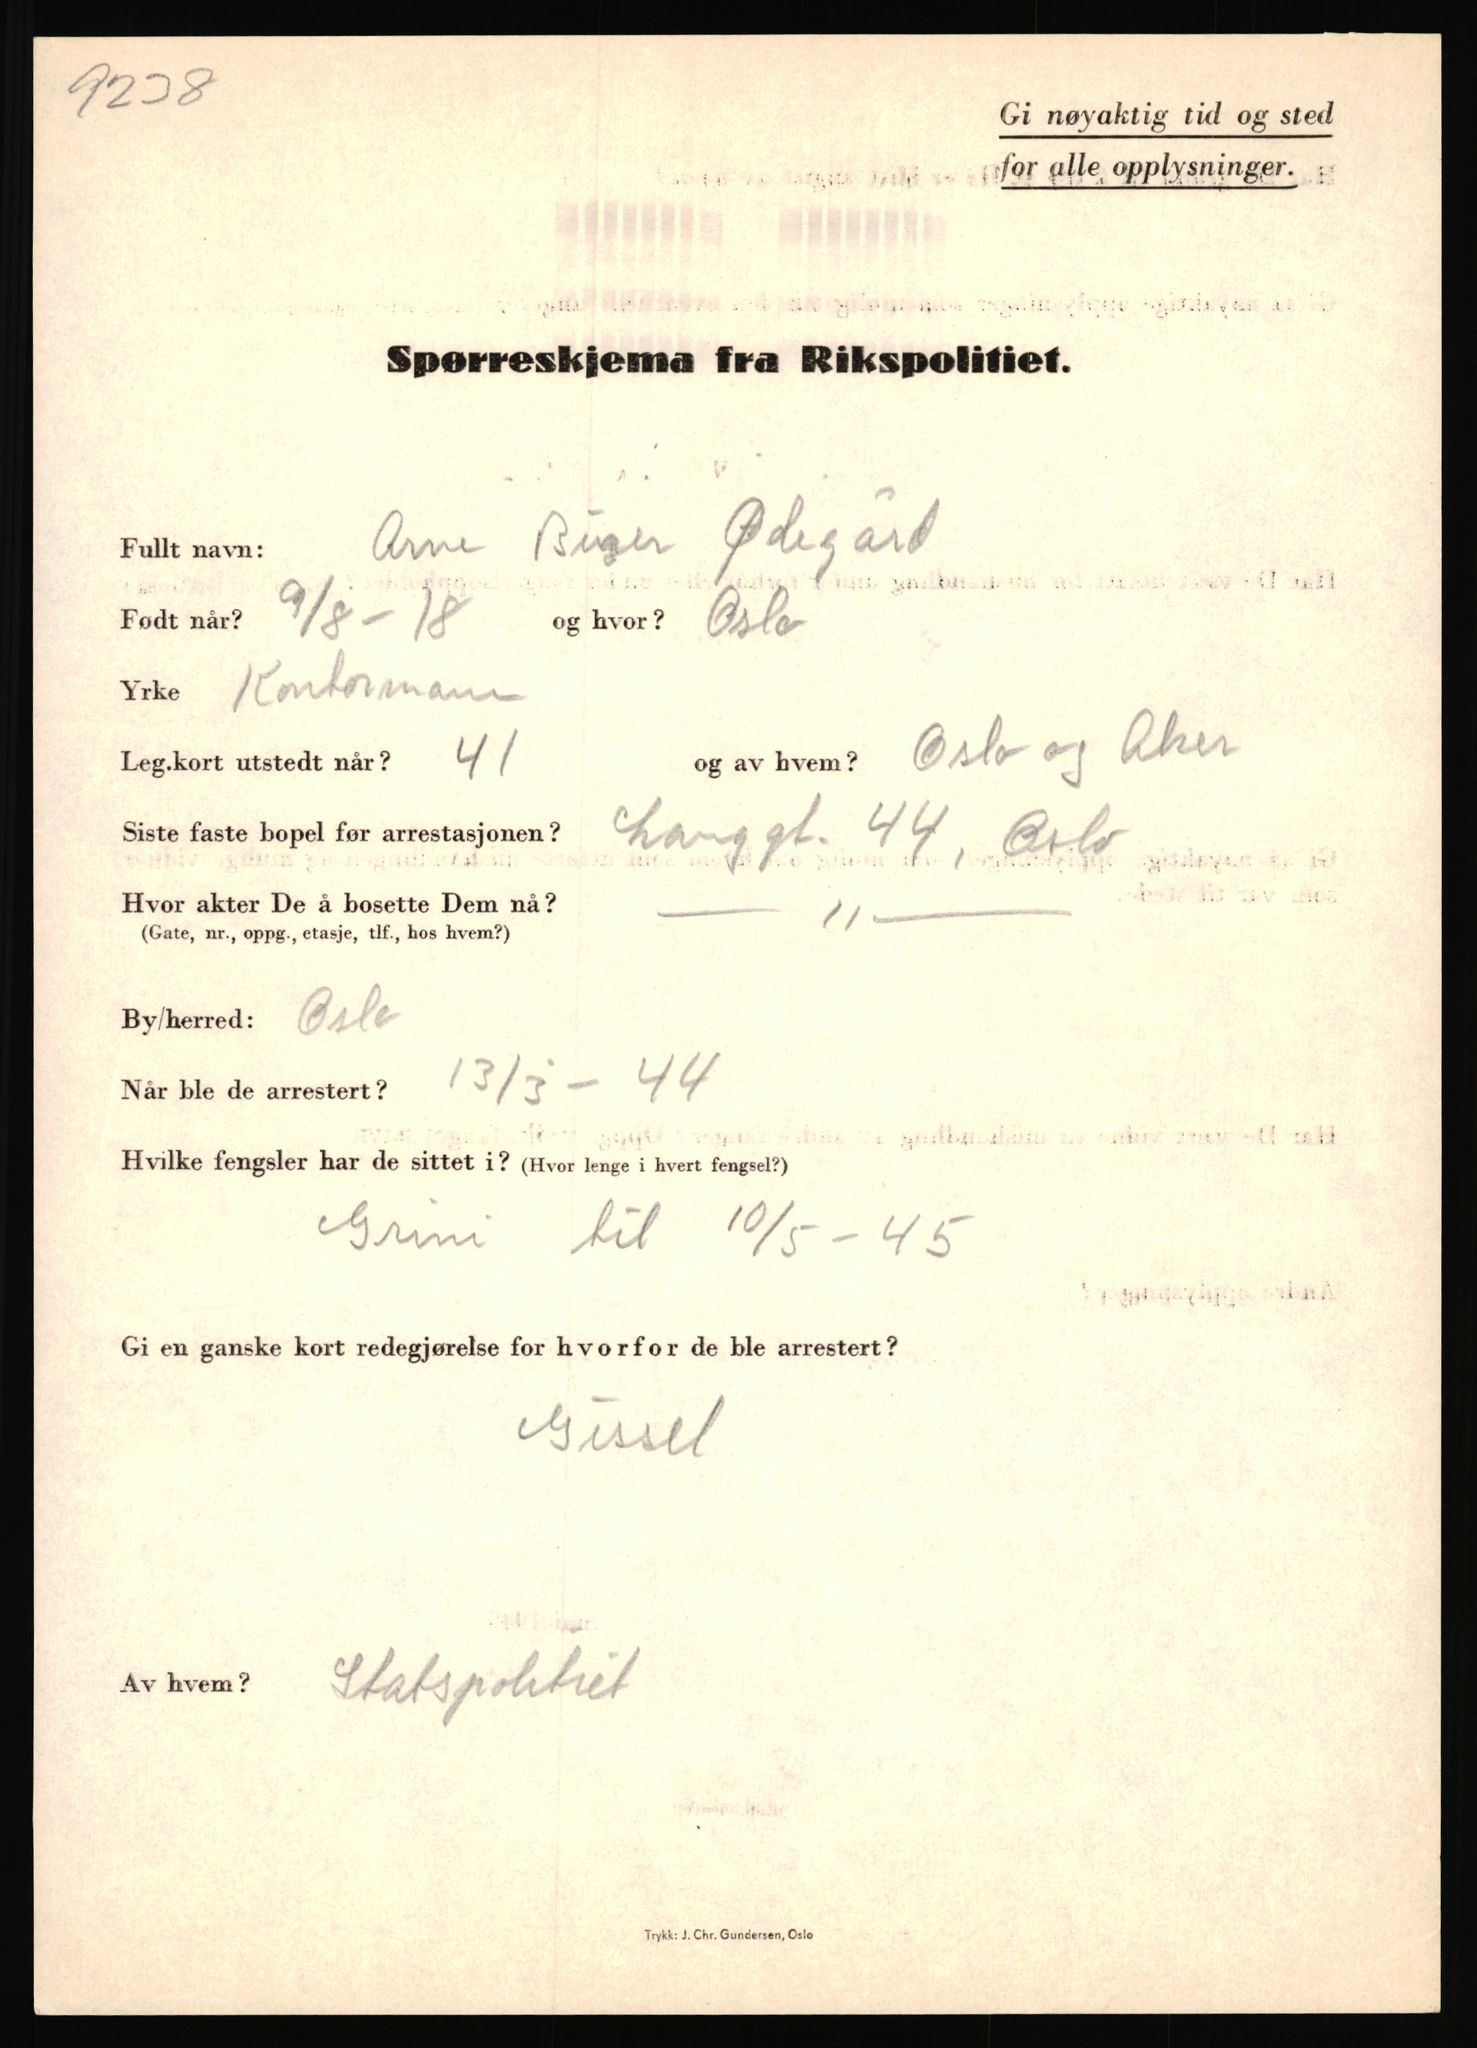 9238
Gi nøyaktig tid og sted
for alle opplysninger.
Spørreskjema fra Rikspolitiet.
Fullt navn: Arne Birger Ødegård
Født når? 9/8 - 18 og hvor? Oslo
Yrke Kontormann
Leg.kort utstedt når? 41 og av hvem? Oslo og Aker
Siste faste bopel før arrestasjonen? Langgt. 44, Oslo
Hvor akter De å bosette Dem nå? — " —
(Gate, nr., oppg., etasje, tlf., hos hvem?)
By/herred: Oslo
Når ble de arrestert? 13/3 - 44
Hvilke fengsler har de sittet i? (Hvor lenge i hvert fengsel?)
Grini til 10/5 - 45
Gi en ganske kort redegjørelse for hvorfor de ble arrestert?
Gissel
Av hvem? Statspolitiet
Trykk: J. Chr. Gundersen, Oslo